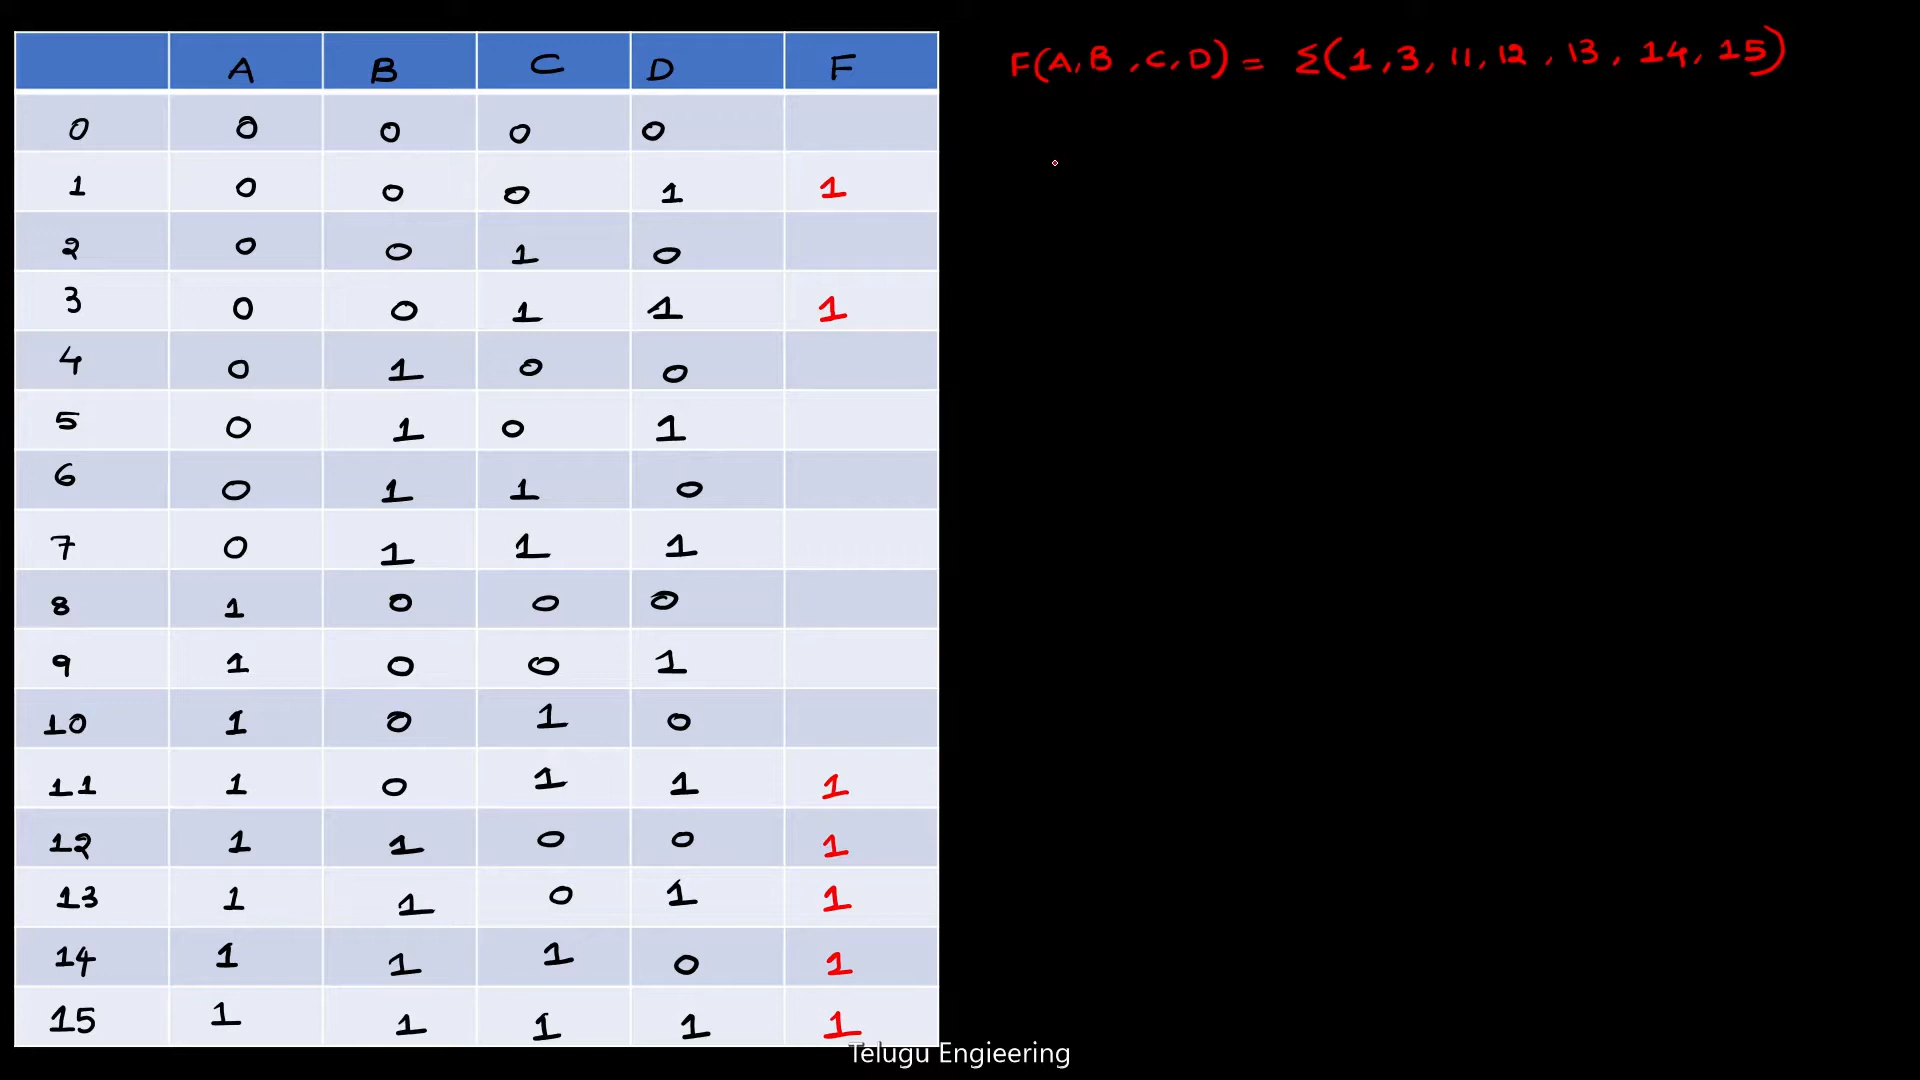 A B C D F
0 0 0 0 0
1 0 0 0 1 1
2 0 0 1 0
3 0 0 1 1 1
4 0 1 0 0
5 0 1 0 1
6 0 1 1 0
7 0 1 1 1
8 1 0 0 0
9 1 0 0 1
10 1 0 1 0
11 1 0 1 1 1
12 1 1 0 0 1
13 1 1 0 1 1
14 1 1 1 0 1
15 1 1 1 1 1
F(A,B,C,D) = Σ(1,3,11,12,13,14,15)
Telugu Engieering